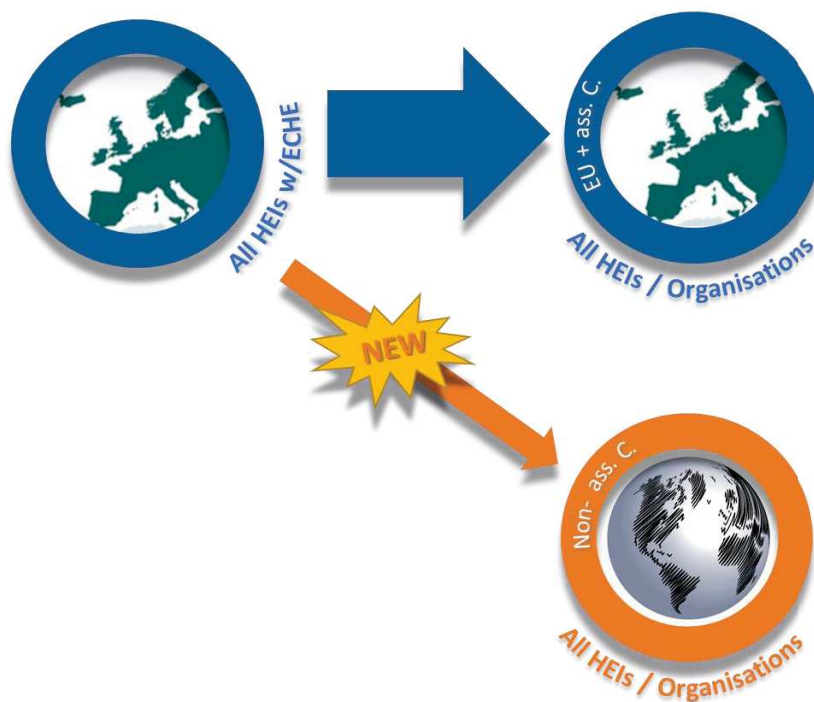 All HEIs w/ECHE
EU + ass. C.
All HEIs / Organisations
NEW
Non- ass. C.
All HEIs / Organisations